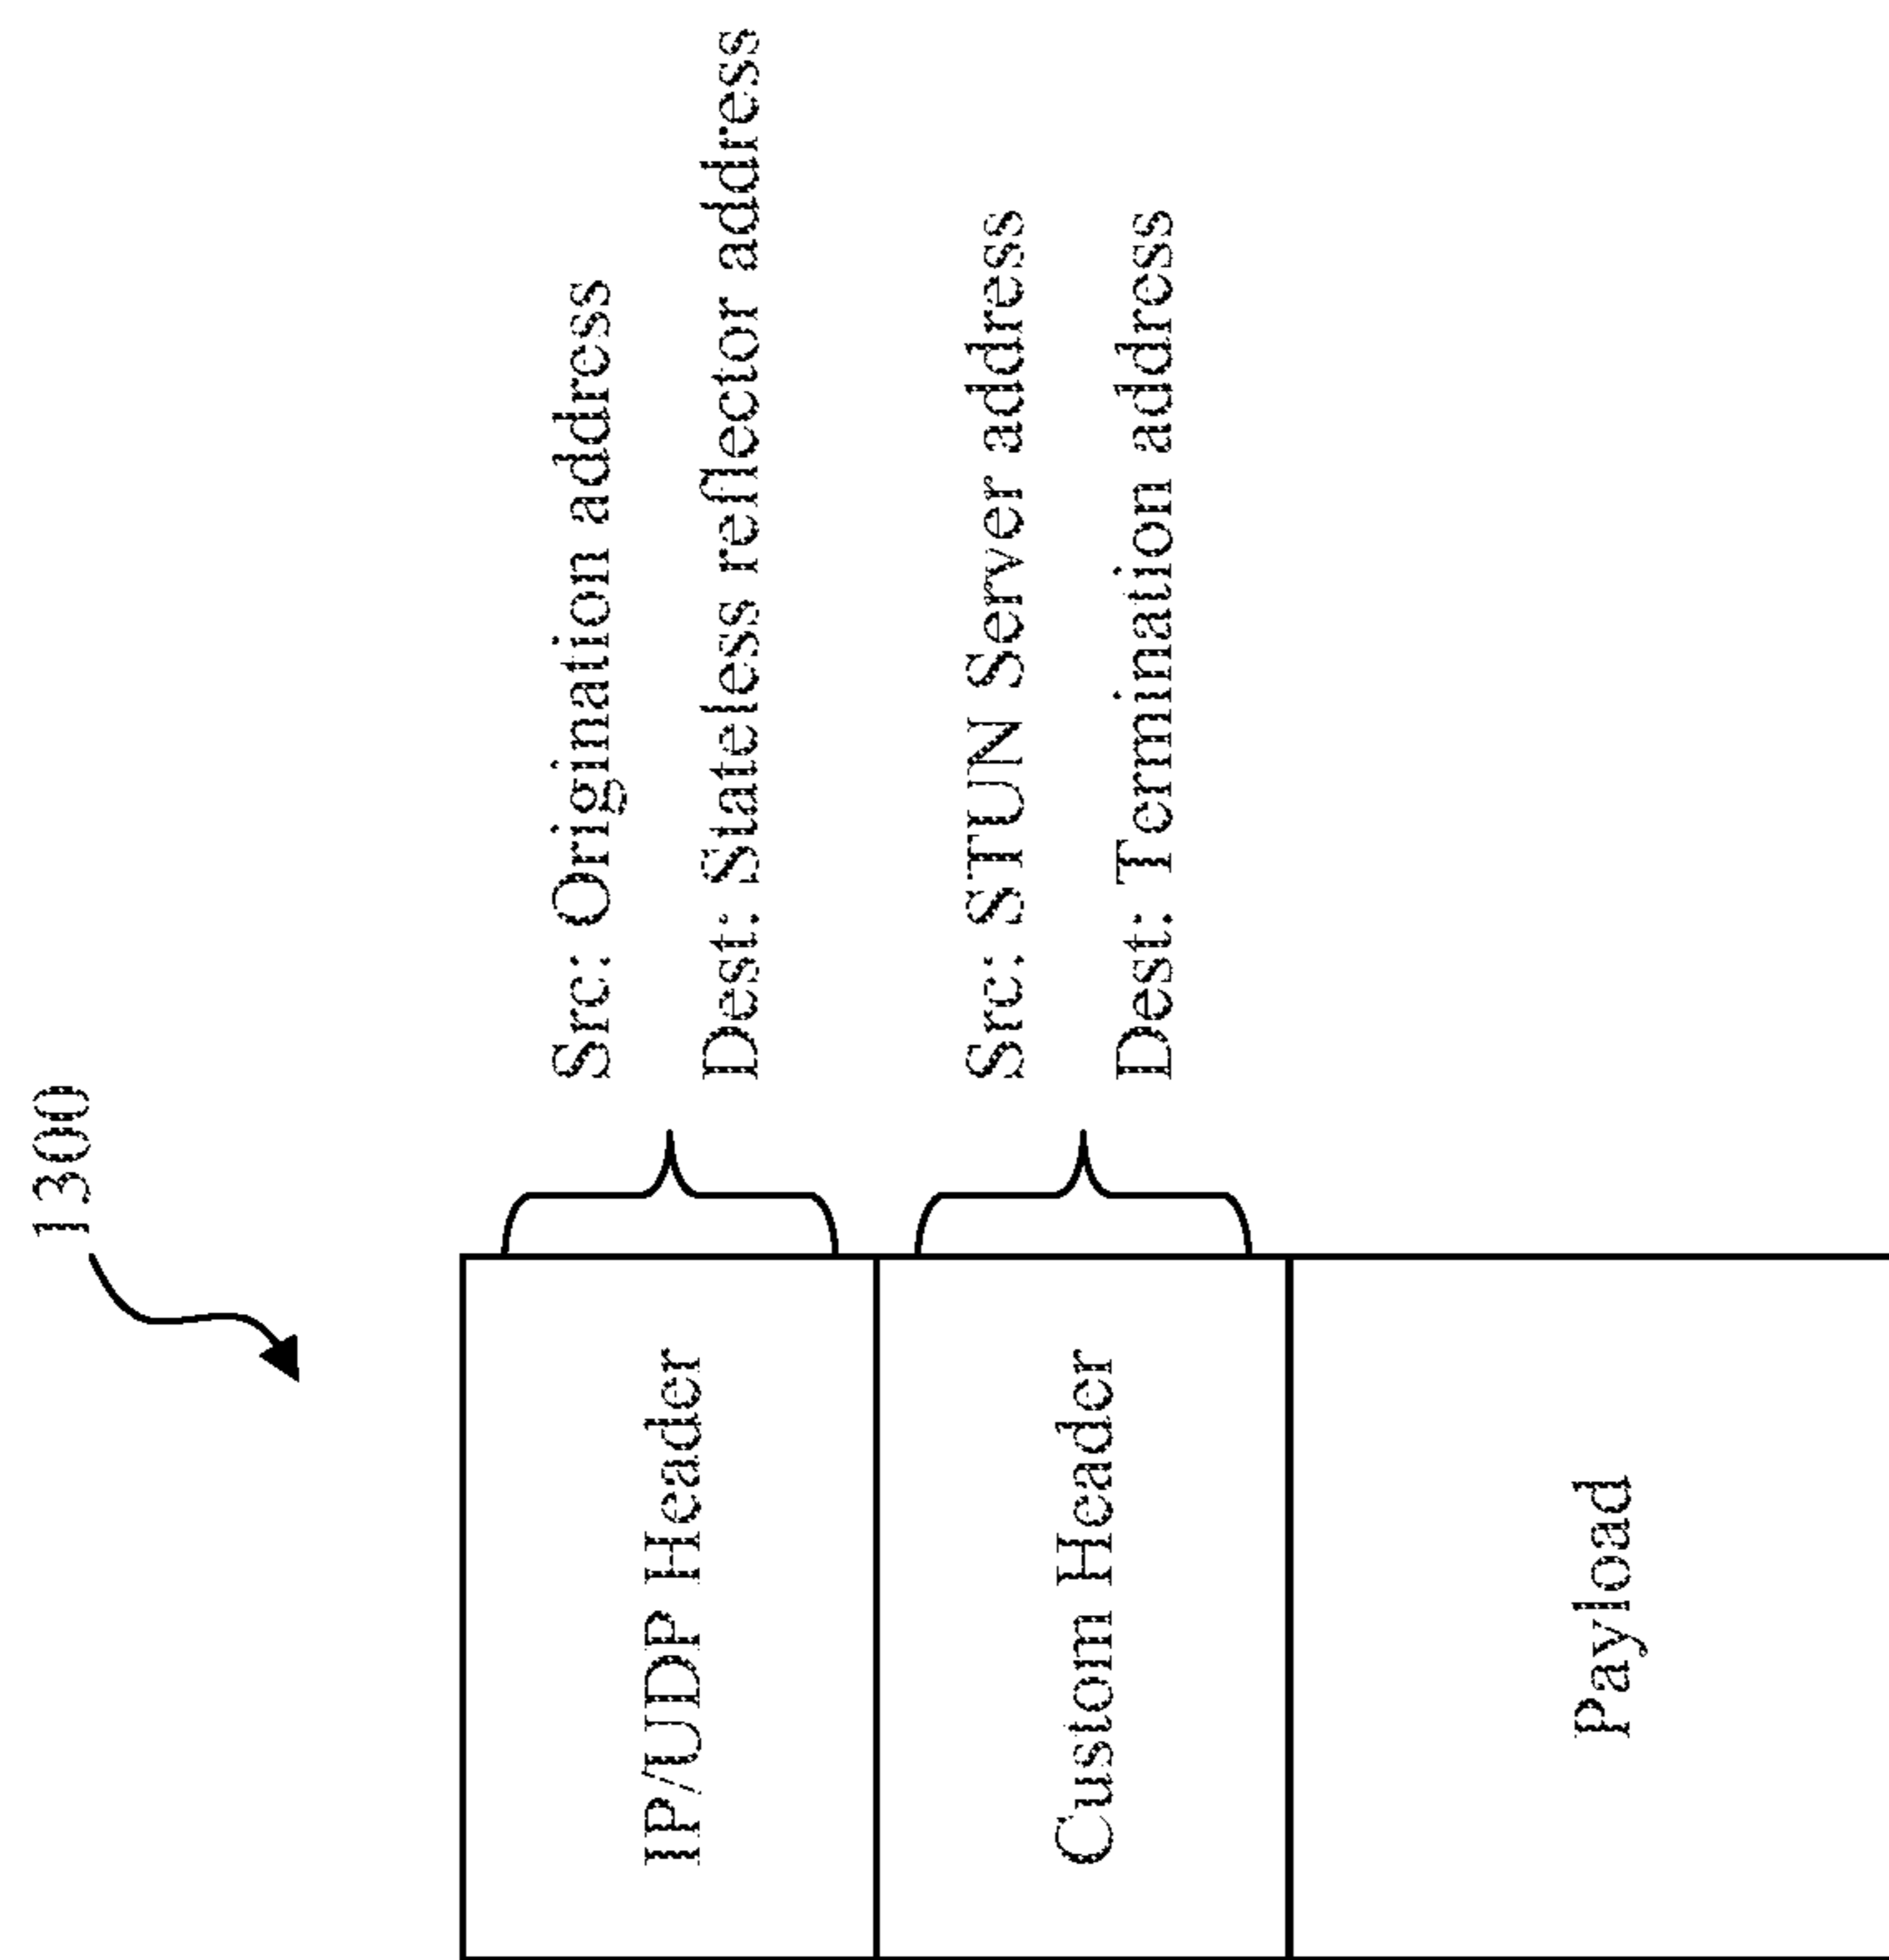 1300
IP/UDP Header
Src: Origination address
Dest: Stateless reflector address
Custom Header
Src: STUN Server address
Dest: Termination address
Payload